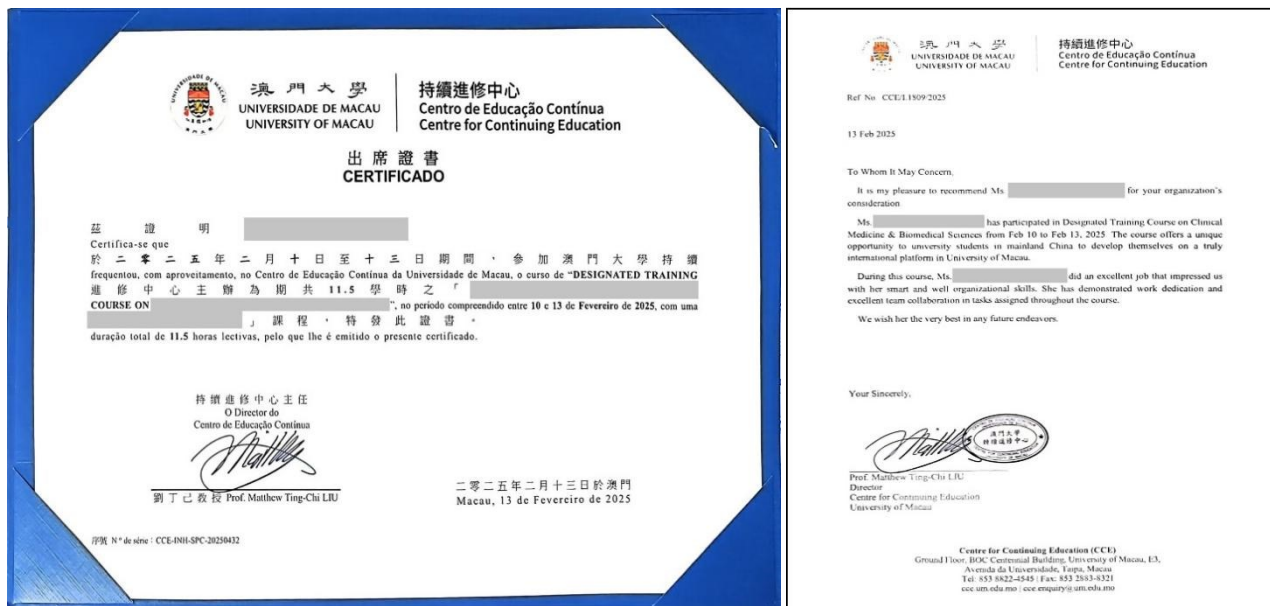 澳門大學
UNIVERSIDADE DE MACAU
UNIVERSITY OF MACAU
持續進修中心
Centro de Educação Contínua
Centre for Continuing Education
出席證書
CERTIFICADO
茲證明
Certifica-se que
於二零二五年二月十日至十三日期間，參加澳門大學持續
frequentou, com aproveitamento, no Centro de Educação Contínua da Universidade de Macau, o curso de “DESIGNATED TRAINING
進修中心主辦為期共 11.5 學時之「
COURSE ON ”, no período compreendido entre 10 e 13 de Fevereiro de 2025, com uma
」課程，特發此證書。
duração total de 11.5 horas lectivas, pelo que lhe é emitido o presente certificado.
持續進修中心主任
O Director do
Centro de Educação Contínua
劉丁己教授 Prof. Matthew Ting-Chi LIU
二零二五年二月十三日於澳門
Macau, 13 de Fevereiro de 2025
序號 N.º de série : CCE-INH-SPC-20250432
澳門大學
UNIVERSIDADE DE MACAU
UNIVERSITY OF MACAU
持續進修中心
Centro de Educação Contínua
Centre for Continuing Education
Ref No. CCE/L1809/2025
13 Feb 2025
To Whom It May Concern,
It is my pleasure to recommend Ms. for your organization's
consideration
Ms. has participated in Designated Training Course on Clinical
Medicine & Biomedical Sciences from Feb 10 to Feb 13, 2025. The course offers a unique
opportunity to university students in mainland China to develop themselves on a truly
international platform in University of Macau.
During this course, Ms. did an excellent job that impressed us
with her smart and well organizational skills. She has demonstrated work dedication and
excellent team collaboration in tasks assigned throughout the course.
We wish her the very best in any future endeavors.
Your Sincerely,
澳門大學
持續進修中心
Prof. Matthew Ting-Chi LIU
Director
Centre for Continuing Education
University of Macau
Centre for Continuing Education (CCE)
Ground Floor, BOC Centennial Building, University of Macau, E3,
Avenida da Universidade, Taipa, Macau
Tel: 853 8822-4545 | Fax: 853 2883-8321
cce.um.edu.mo | cce.enquiry@um.edu.mo